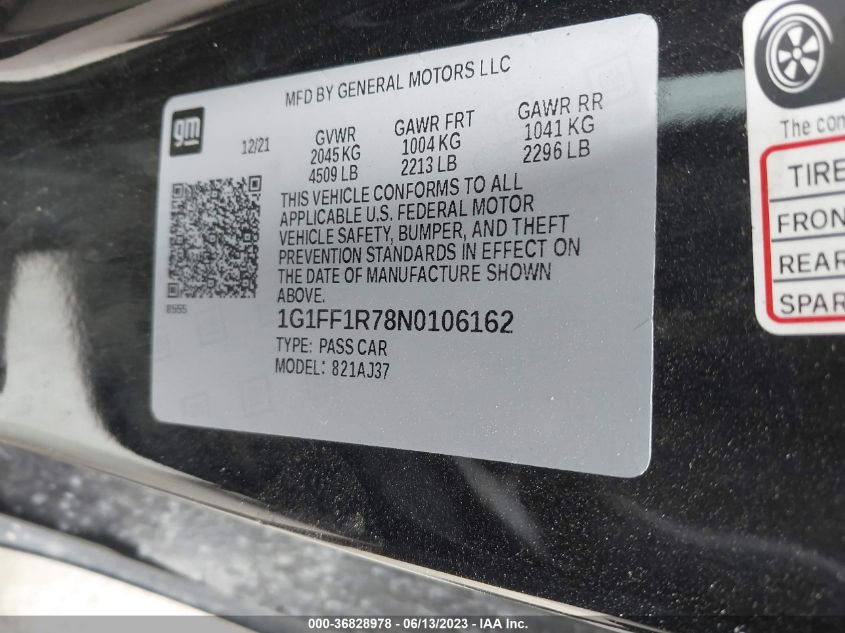 MFD BY GENERAL MOTORS LLC
gm
12/21
GVWR
2045 KG
4509 LB
GAWR FRT
1004 KG
2213 LB
GAWR RR
1041 KG
2296 LB
THIS VEHICLE CONFORMS TO ALL
APPLICABLE U.S. FEDERAL MOTOR
VEHICLE SAFETY, BUMPER, AND THEFT
PREVENTION STANDARDS IN EFFECT ON
THE DATE OF MANUFACTURE SHOWN
ABOVE.
1G1FF1R78N0106162
TYPE: PASS CAR
MODEL: 821AJ37
The com
TIRE
FRON
REAR
SPAR
000-36828978 - 06/13/2023 - IAA Inc.